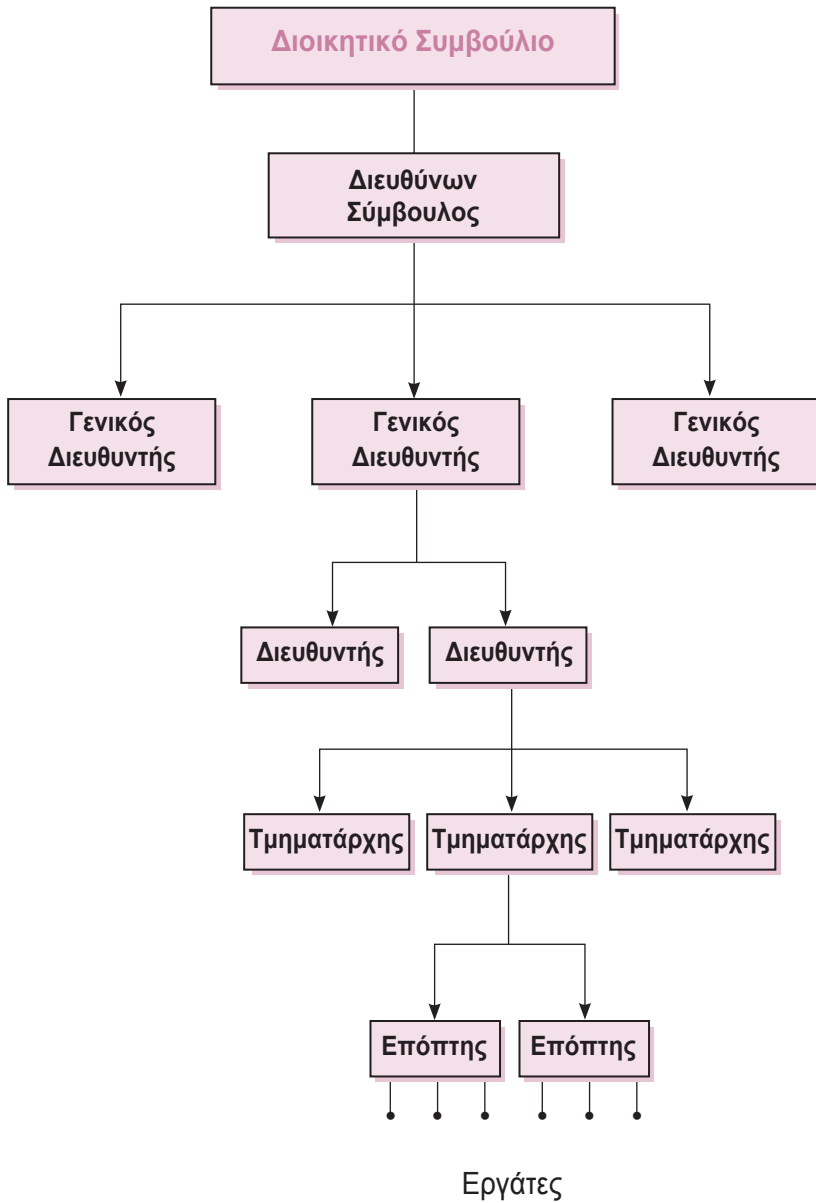 Διοικητικό Συμβούλιο
Διευθύνων
Σύμβουλος
Γενικός
Διευθυντής
Γενικός
Διευθυντής
Γενικός
Διευθυντής
Διευθυντής
Διευθυντής
Τμηματάρχης
Τμηματάρχης
Τμηματάρχης
Επόπτης
Επόπτης
Εργάτες